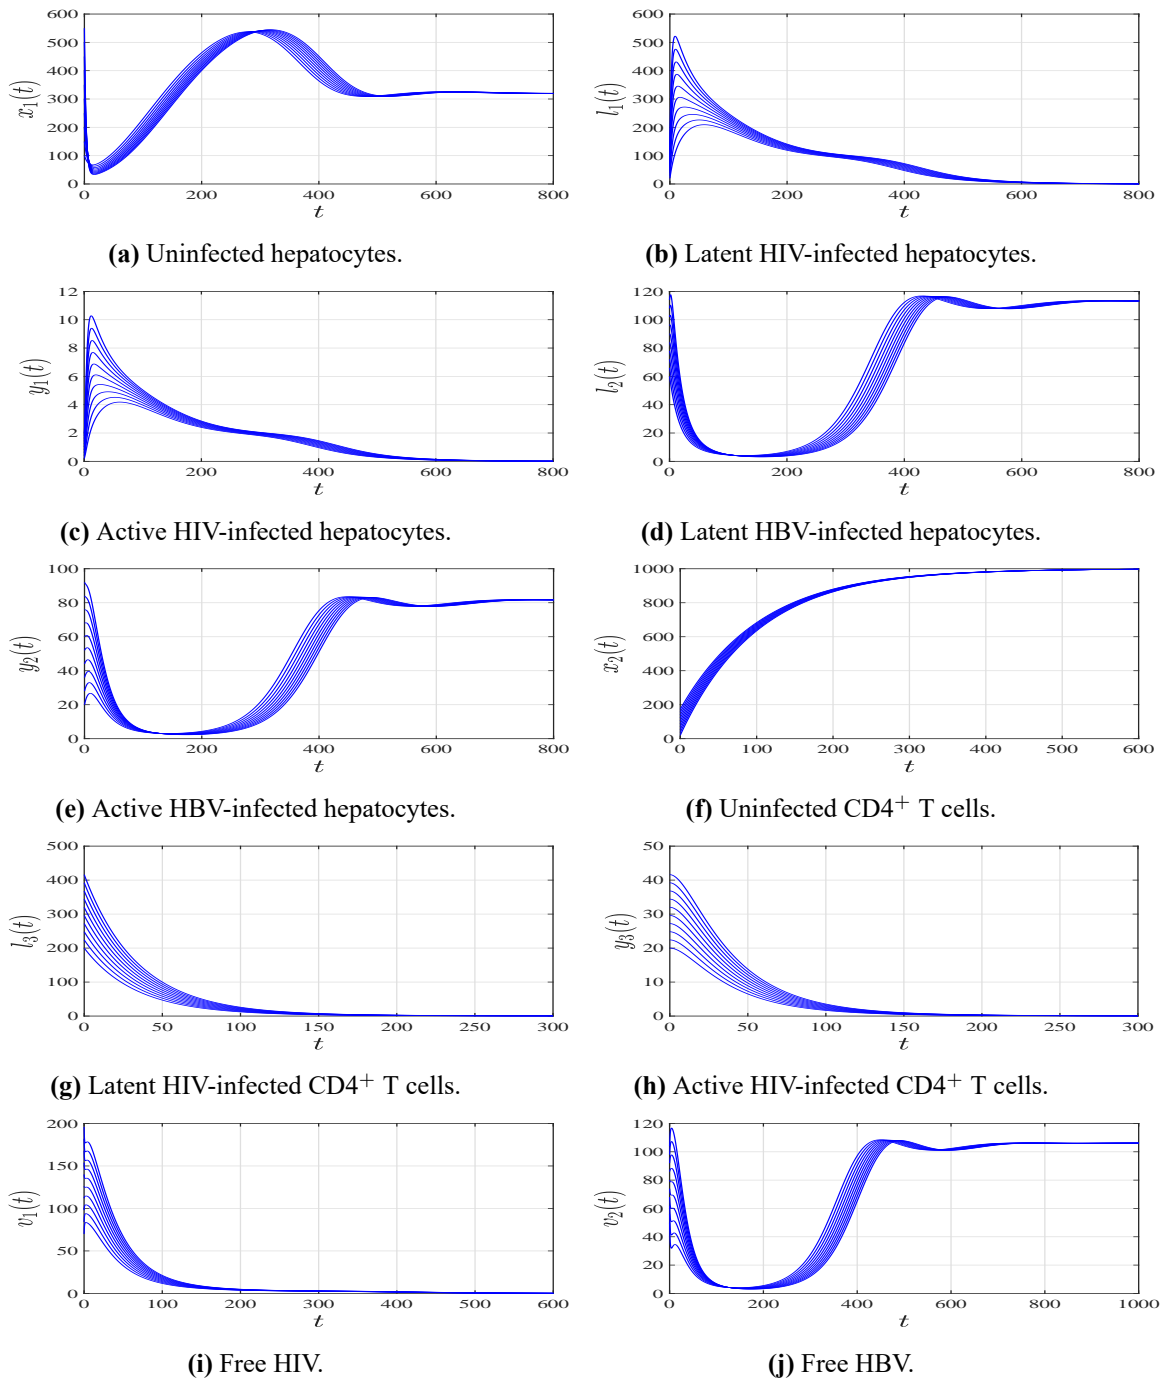 600
500
400
300
200
100
0
x₁(t)
0 200 400 600 800
t
(a) Uninfected hepatocytes.
600
500
400
300
200
100
0
l₁(t)
0 200 400 600 800
t
(b) Latent HIV-infected hepatocytes.
12
10
8
6
4
2
0
y₁(t)
0 200 400 600 800
t
(c) Active HIV-infected hepatocytes.
120
100
80
60
40
20
0
l₂(t)
0 200 400 600 800
t
(d) Latent HBV-infected hepatocytes.
100
80
60
40
20
0
y₂(t)
0 200 400 600 800
t
(e) Active HBV-infected hepatocytes.
1000
800
600
400
200
0
x₂(t)
0 100 200 300 400 500 600
t
(f) Uninfected CD4⁺ T cells.
500
400
300
200
100
0
l₃(t)
0 50 100 150 200 250 300
t
(g) Latent HIV-infected CD4⁺ T cells.
50
40
30
20
10
0
y₃(t)
0 50 100 150 200 250 300
t
(h) Active HIV-infected CD4⁺ T cells.
200
150
100
50
0
v₁(t)
0 100 200 300 400 500 600
t
(i) Free HIV.
120
100
80
60
40
20
0
v₂(t)
0 200 400 600 800 1000
t
(j) Free HBV.